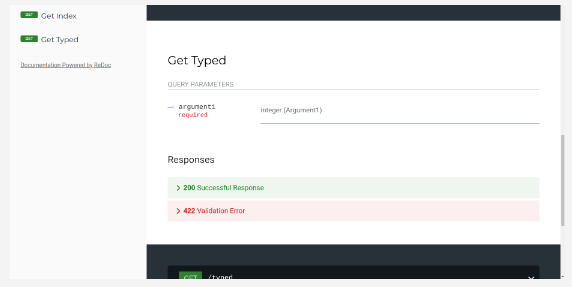 GET Get Index
GET Get Typed
Documentation Powered by ReDoc
Get Typed
QUERY PARAMETERS
argument1
required
integer (Argument1)
Responses
200 Successful Response
422 Validation Error
GET /typed